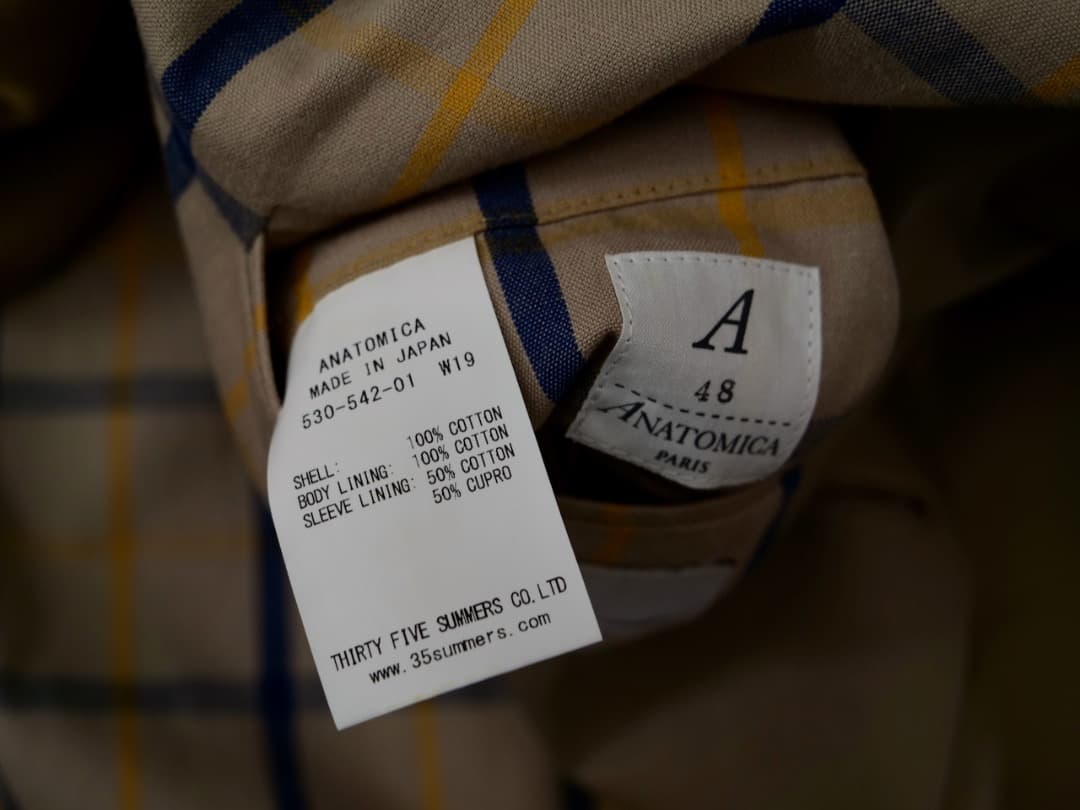 ANATOMICA
MADE IN JAPAN
530-542-01 W19
SHELL: 100% COTTON
BODY LINING: 100% COTTON
SLEEVE LINING: 50% COTTON
50% CUPRO
THIRTY FIVE SUMMERS CO.LTD
www.35summers.com
A
48
ANATOMICA
PARIS